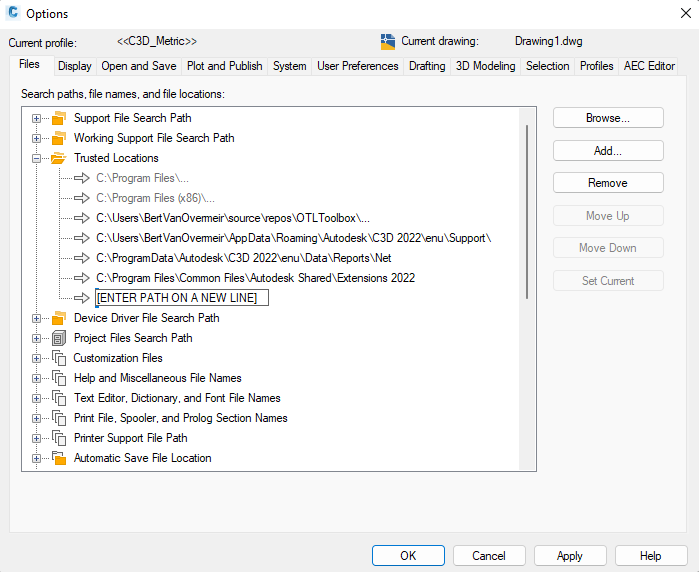 Options
Current profile: <<C3D_Metric>> Current drawing: Drawing1.dwg
Files Display Open and Save Plot and Publish System User Preferences Drafting 3D Modeling Selection Profiles AEC Editor
Search paths, file names, and file locations:
Support File Search Path
Working Support File Search Path
Trusted Locations
C:\Program Files\...
C:\Program Files (x86)\...
C:\Users\BertVanOvermeir\source\repos\OTLToolbox\...
C:\Users\BertVanOvermeir\AppData\Roaming\Autodesk\C3D 2022\enu\Support\
C:\ProgramData\Autodesk\C3D 2022\enu\Data\Reports\Net
C:\Program Files\Common Files\Autodesk Shared\Extensions 2022
[ENTER PATH ON A NEW LINE]
Device Driver File Search Path
Project Files Search Path
Customization Files
Help and Miscellaneous File Names
Text Editor, Dictionary, and Font File Names
Print File, Spooler, and Prolog Section Names
Printer Support File Path
Automatic Save File Location
Browse...
Add...
Remove
Move Up
Move Down
Set Current
OK Cancel Apply Help